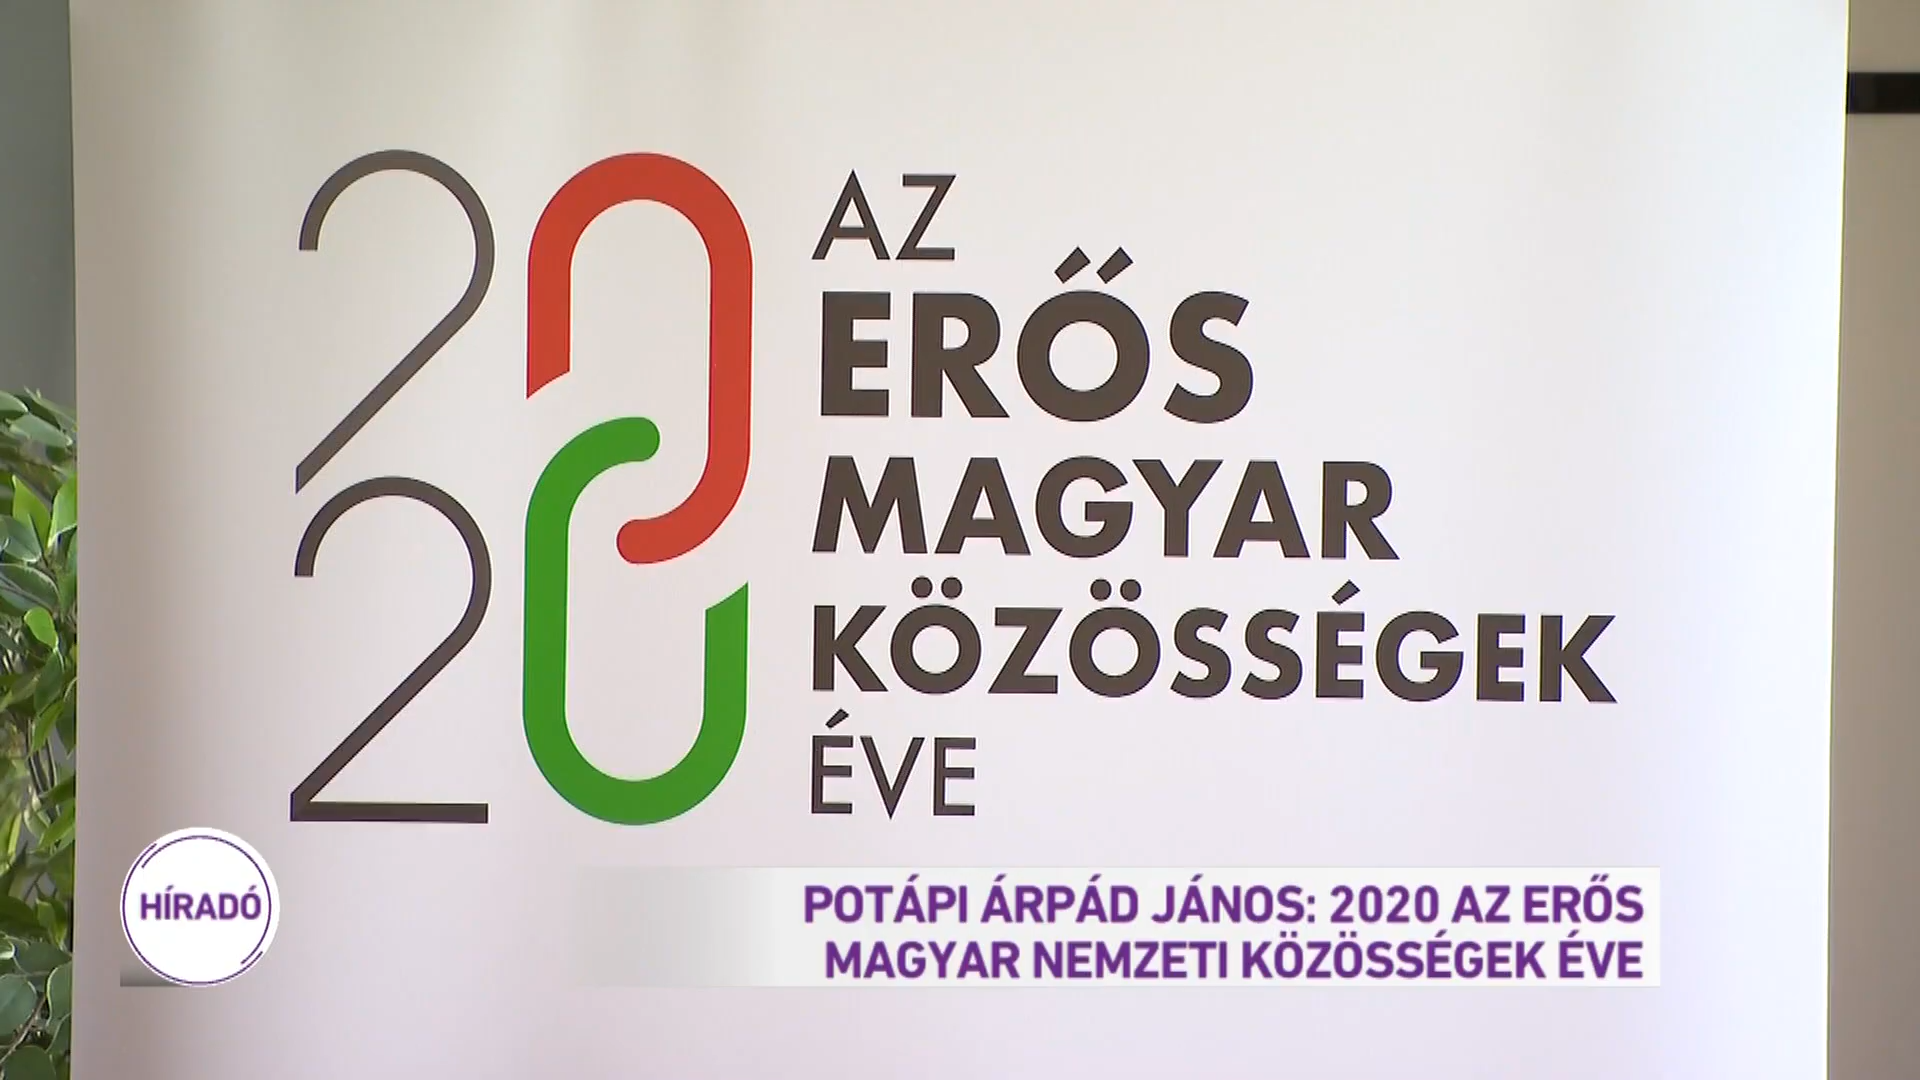 2020
AZ
ERŐS
MAGYAR
KÖZÖSSÉGEK
ÉVE
HÍRADÓ
POTÁPI ÁRPÁD JÁNOS: 2020 AZ ERŐS
MAGYAR NEMZETI KÖZÖSSÉGEK ÉVE